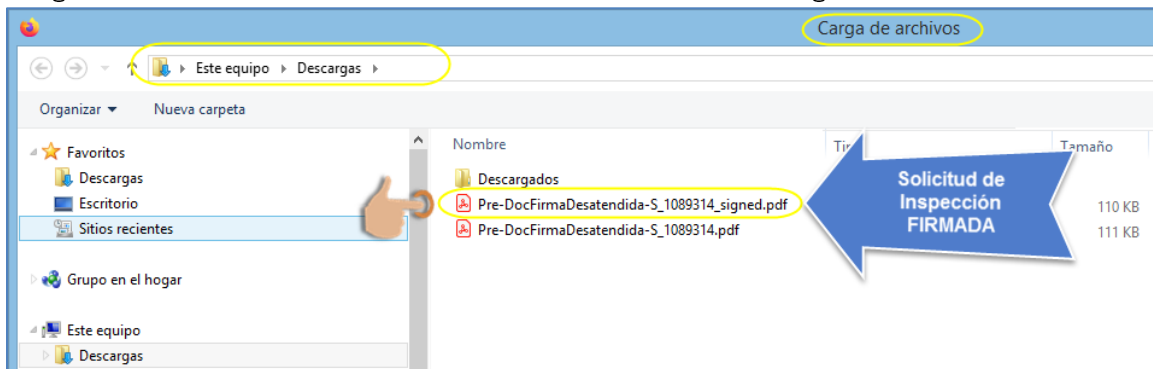 Carga de archivos
Este equipo Descargas
Organizar Nueva carpeta
Nombre Tamaño
Favoritos
Descargas
Escritorio
Sitios recientes
Grupo en el hogar
Este equipo
Descargas
Descargados
Pre-DocFirmaDesatendida-S_1089314_signed.pdf 110 KB
Pre-DocFirmaDesatendida-S_1089314.pdf 111 KB
Solicitud de
Inspección
FIRMADA